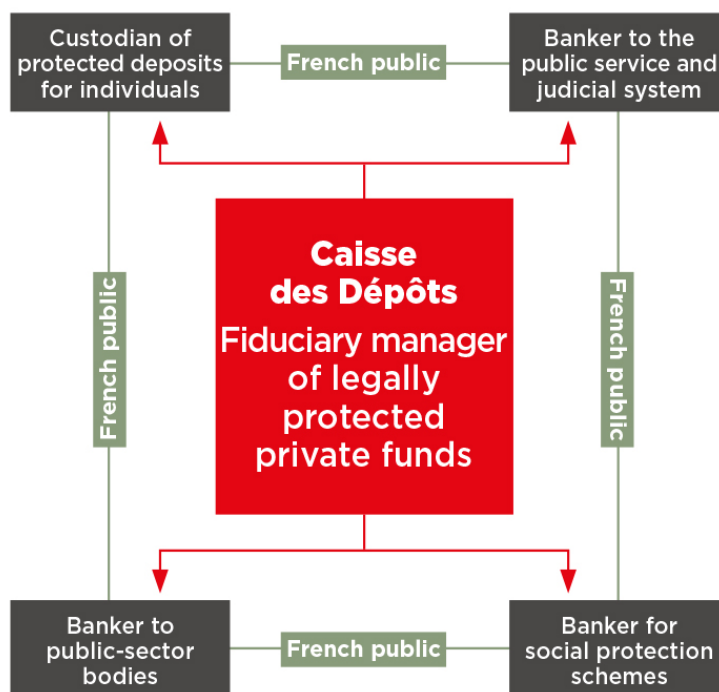 Custodian of
protected deposits
for individuals
French public
Banker to the
public service and
judicial system
French public
Caisse
des Dépôts
Fiduciary manager
of legally
protected
private funds
French public
Banker to
public-sector
bodies
French public
Banker for
social protection
schemes